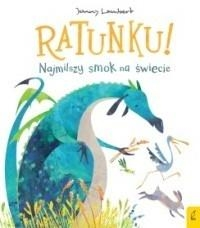 Jonny Lambert
RATUNKU!
Najmilszy smok na świecie